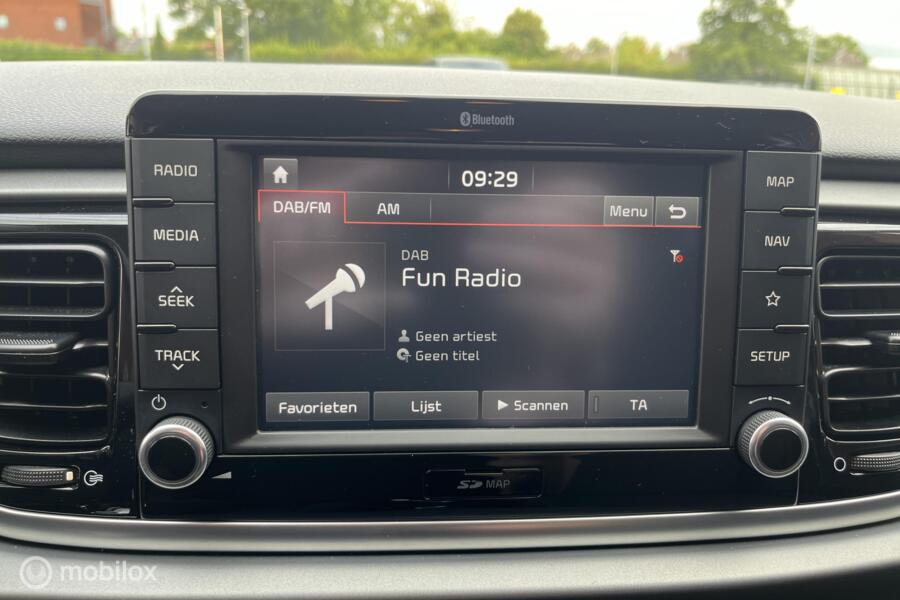 Bluetooth
RADIO
MEDIA
SEEK
TRACK
09:29
DAB/FM
AM
Menu
DAB
Fun Radio
Geen artiest
Geen titel
Favorieten
Lijst
Scannen
TA
MAP
NAV
SETUP
SD MAP
mobilox